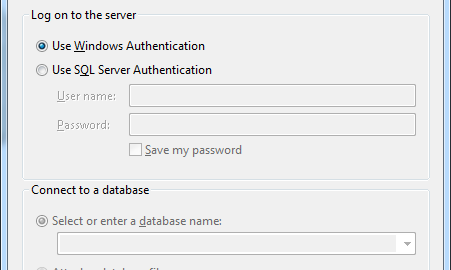 Log on to the server
Use Windows Authentication
Use SQL Server Authentication
User name:
Password:
Save my password
Connect to a database
Select or enter a database name: